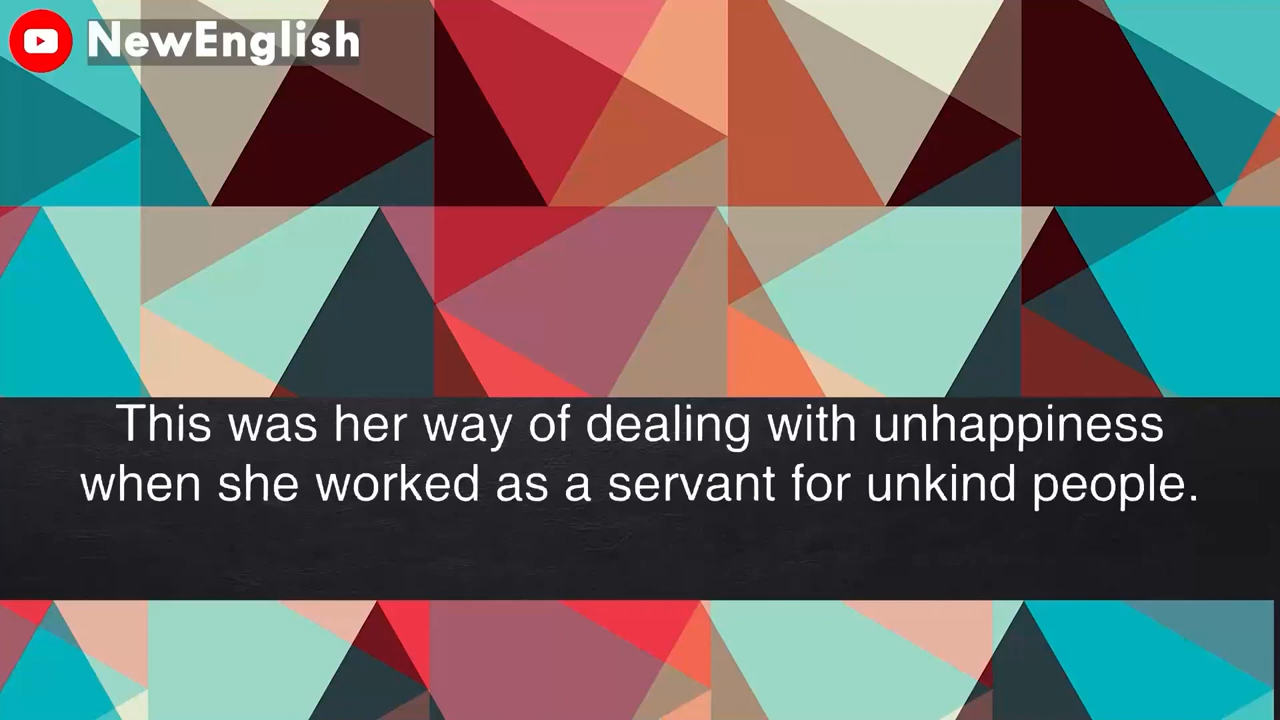 NewEnglish
This was her way of dealing with unhappiness
when she worked as a servant for unkind people.